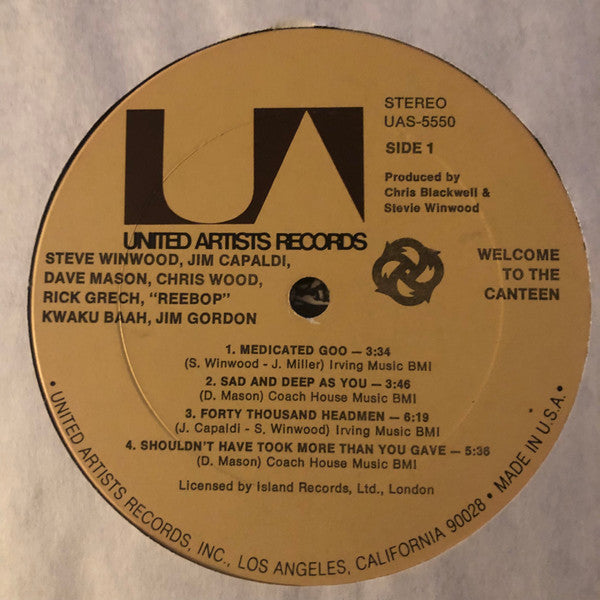 UA
UNITED ARTISTS RECORDS
STEREO
UAS-5550
SIDE 1
Produced by
Chris Blackwell &
Stevie Winwood
STEVE WINWOOD, JIM CAPALDI,
DAVE MASON, CHRIS WOOD,
RICK GRECH, "REEBOP"
KWAKU BAAH, JIM GORDON
WELCOME
TO THE
CANTEEN
1. MEDICATED GOO — 3:34
(S. Winwood - J. Miller) Irving Music BMI
2. SAD AND DEEP AS YOU — 3:46
(D. Mason) Coach House Music BMI
3. FORTY THOUSAND HEADMEN — 6:19
(J. Capaldi - S. Winwood) Irving Music BMI
4. SHOULDN'T HAVE TOOK MORE THAN YOU GAVE — 5:36
(D. Mason) Coach House Music BMI
Licensed by Island Records, Ltd., London
• UNITED ARTISTS RECORDS, INC., LOS ANGELES, CALIFORNIA 90028 • MADE IN U.S.A. •